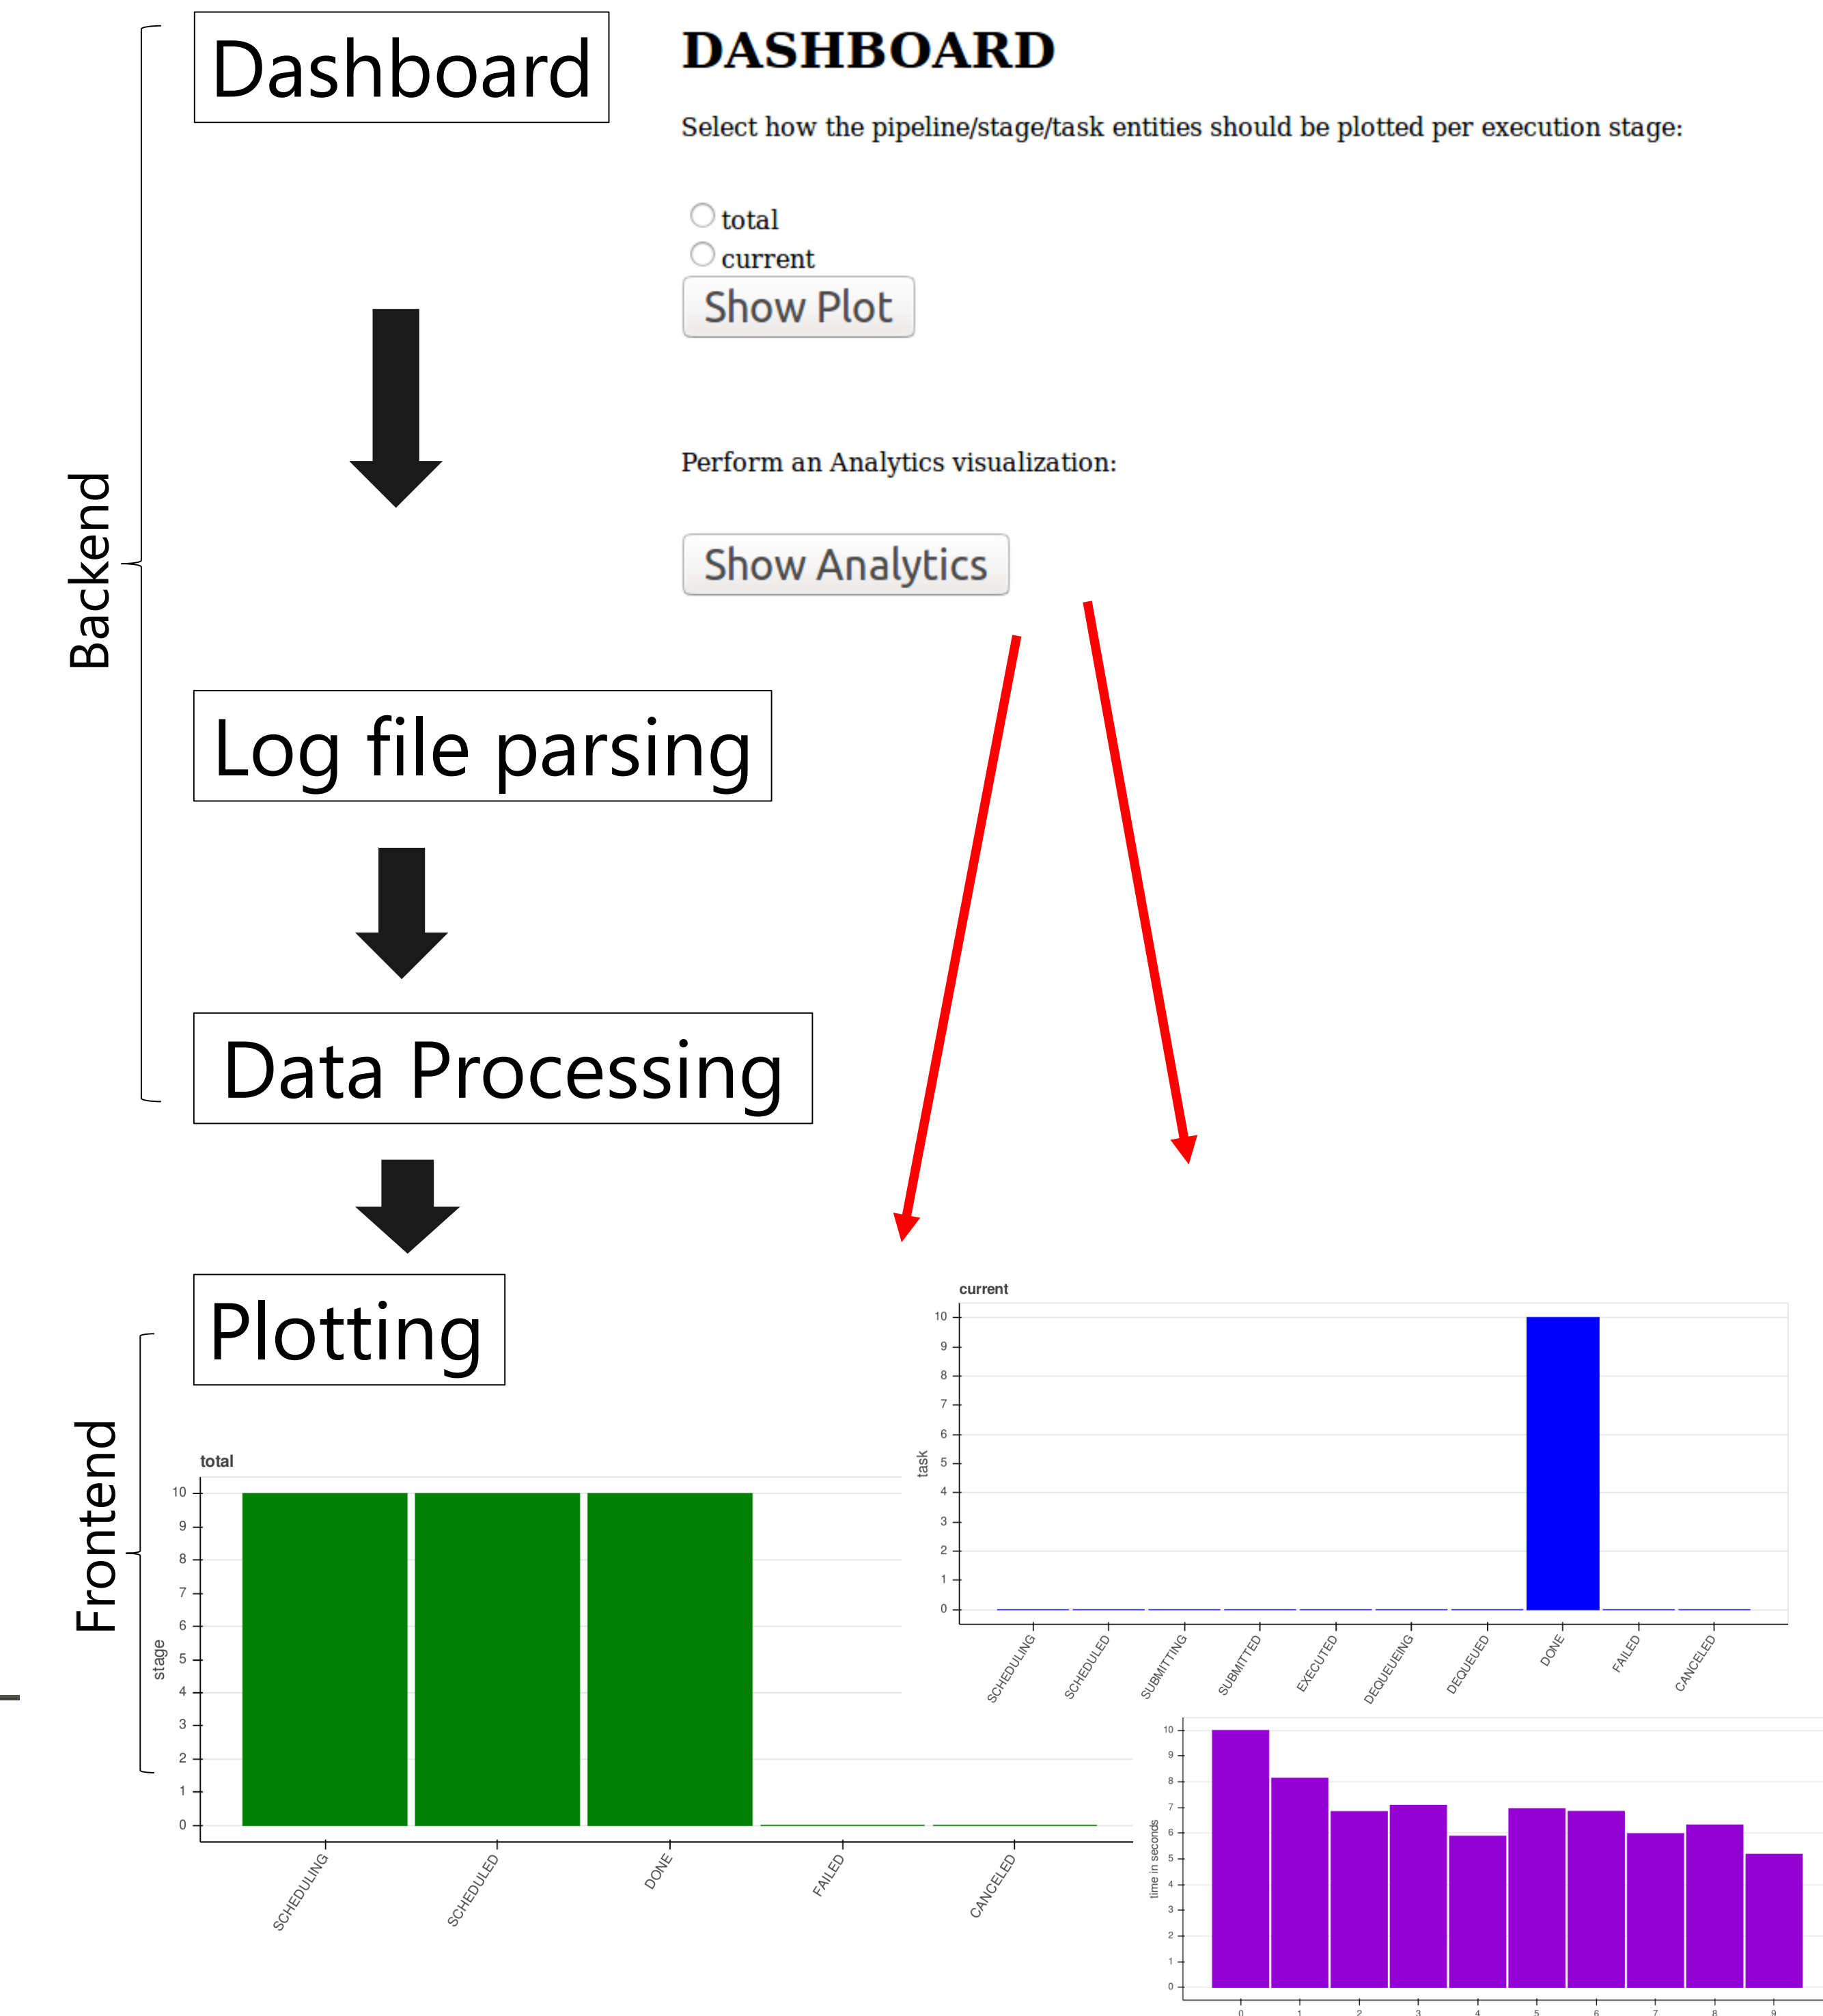 Dashboard
DASHBOARD
Select how the pipeline/stage/task entities should be plotted per execution stage:
total
current
Show Plot
Perform an Analytics visualization:
Show Analytics
Backend
Log file parsing
Data Processing
Plotting
Frontend
total
10
9
8
7
6
5
4
3
2
1
0
stage
SCHEDULING
SCHEDULED
DONE
FAILED
CANCELED
current
10
9
8
7
6
5
4
3
2
1
0
task
SCHEDULING
SCHEDULED
SUBMITTING
SUBMITTED
EXECUTED
DEQUEUEING
DEQUEUED
DONE
FAILED
CANCELED
10
9
8
7
6
5
4
3
2
1
0
time in seconds
0 1 2 3 4 5 6 7 8 9